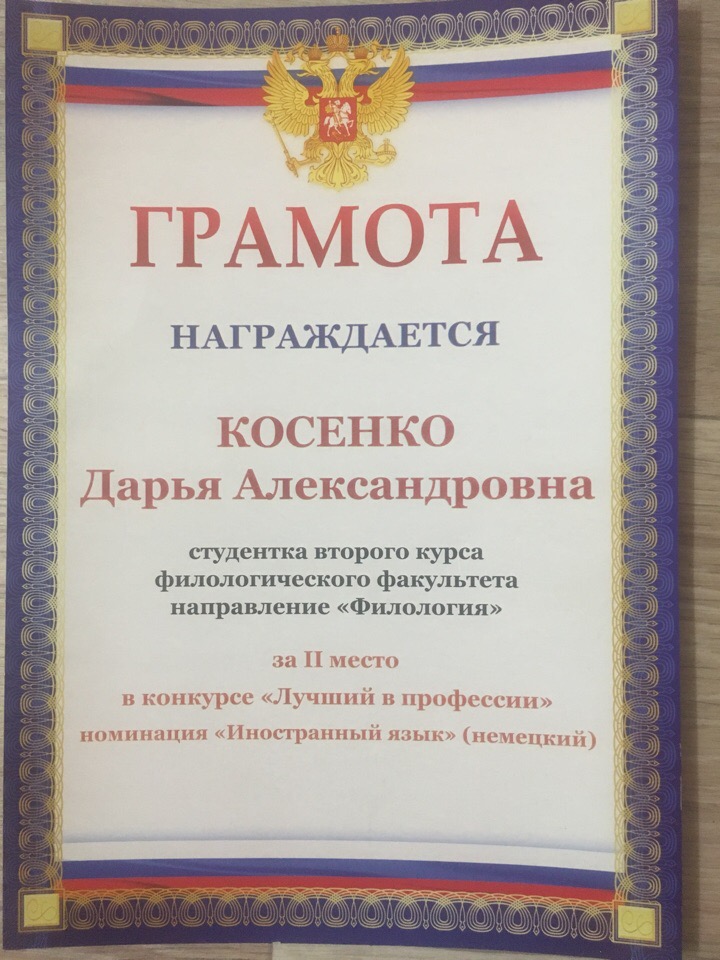 ГРАМОТА
НАГРАЖДАЕТСЯ
КОСЕНКО
Дарья Александровна
студентка второго курса
филологического факультета
направление «Филология»
за II место
в конкурсе «Лучший в профессии»
номинация «Иностранный язык» (немецкий)